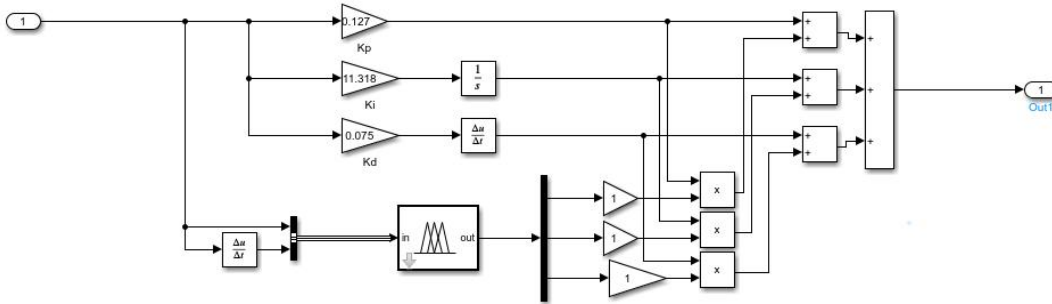 1
0.127
+
+
+
Kp
11.318
1
s
+
+
+
1
Ki
Out1
0.075
Δu
Δt
+
+
+
Kd
x
1
in
out
x
Δu
Δt
1
x
1